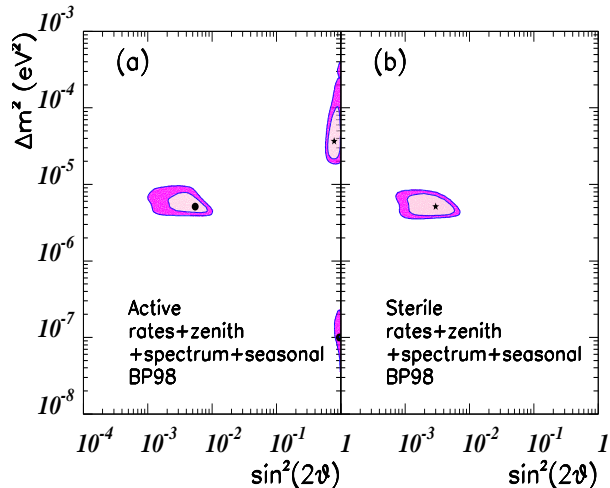 Δm² (eV²)
10⁻³
10⁻⁴
10⁻⁵
10⁻⁶
10⁻⁷
10⁻⁸
(a)
Active
rates+zenith
+spectrum+seasonal
BP98
(b)
Sterile
rates+zenith
+spectrum+seasonal
BP98
10⁻⁴ 10⁻³ 10⁻² 10⁻¹ 1 10⁻³ 10⁻² 10⁻¹ 1
sin²(2ϑ) sin²(2ϑ)